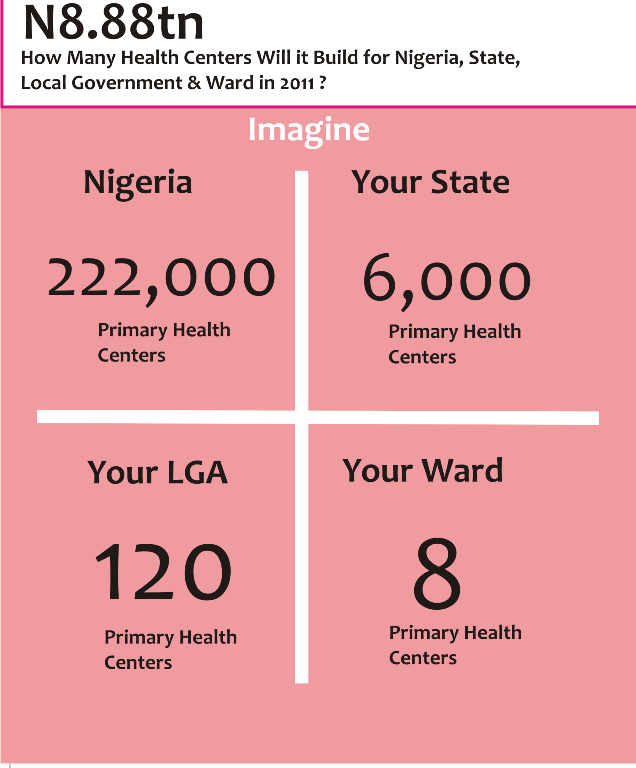 N8.88tn
How Many Health Centers Will it Build for Nigeria, State,
Local Government & Ward in 2011 ?
Imagine
Nigeria
222,000
Primary Health
Centers
Your State
6,000
Primary Health
Centers
Your LGA
120
Primary Health
Centers
Your Ward
8
Primary Health
Centers